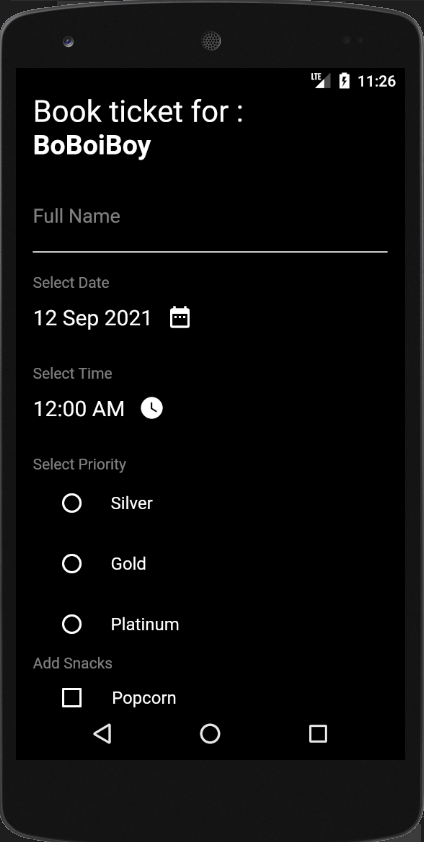 LTE 11:26
Book ticket for :
BoBoiBoy
Full Name
Select Date
12 Sep 2021
Select Time
12:00 AM
Select Priority
Silver
Gold
Platinum
Add Snacks
Popcorn